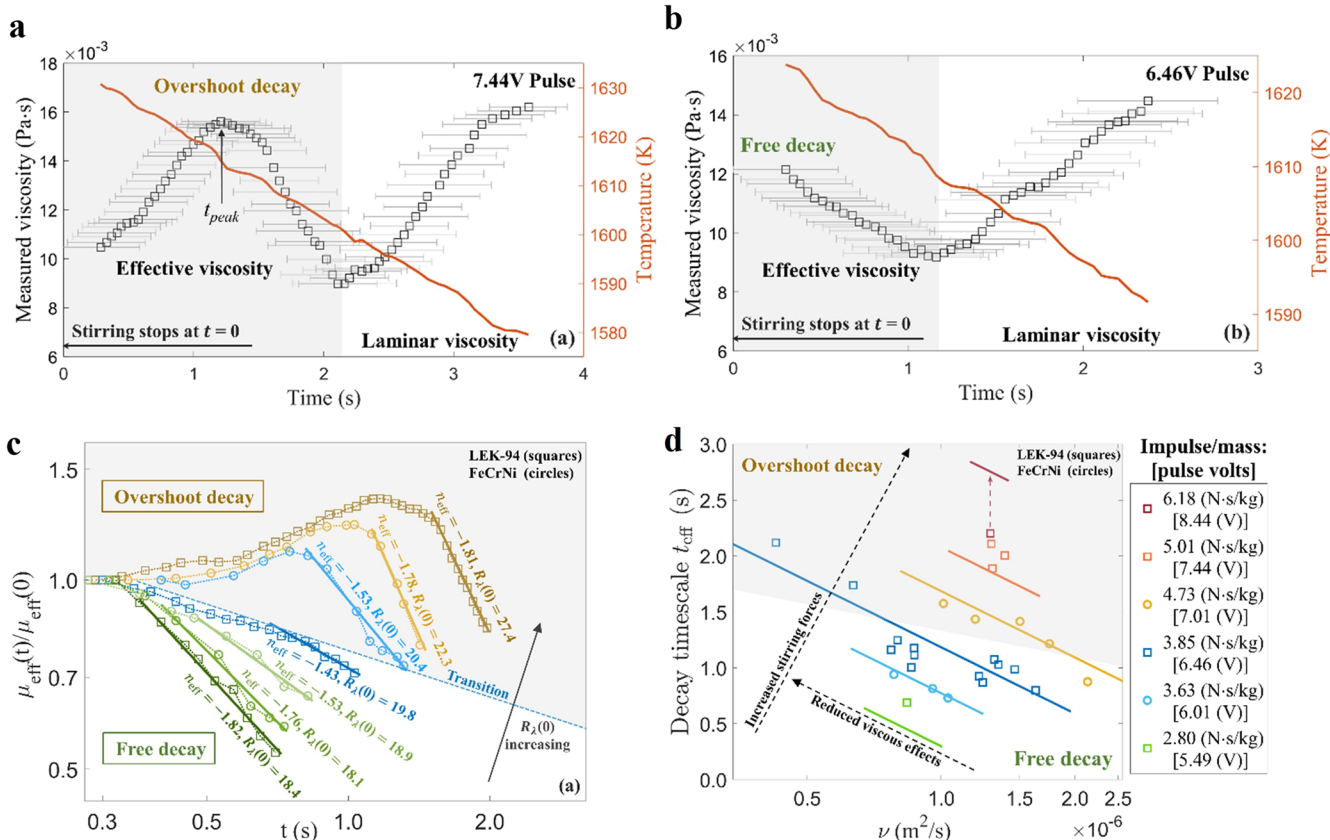 a
×10⁻³
Overshoot decay
7.44V Pulse
t_peak
Effective viscosity
Stirring stops at t = 0
Laminar viscosity
(a)
Measured viscosity (Pa·s)
18
16
14
12
10
8
6
0
1
2
3
4
Time (s)
1630
1620
1610
1600
1590
1580
Temperature (K)
b
×10⁻³
6.46V Pulse
Free decay
Effective viscosity
Stirring stops at t = 0
Laminar viscosity
(b)
Measured viscosity (Pa·s)
16
14
12
10
8
6
4
0
1
2
3
Time (s)
1620
1610
1600
1590
Temperature (K)
c
LEK-94 (squares)
FeCrNi (circles)
Overshoot decay
n_eff = −1.81, R_λ(0) = 27.4
n_eff = −1.78, R_λ(0) = 22.3
n_eff = −1.53, R_λ(0) = 20.4
Transition
n_eff = −1.43, R_λ(0) = 19.8
n_eff = −1.53, R_λ(0) = 18.9
n_eff = −1.76, R_λ(0) = 18.1
n_eff = −1.82, R_λ(0) = 18.4
R_λ(0)
increasing
Free decay
(a)
μ_eff(t)/μ_eff(0)
1.5
1.0
0.7
0.5
0.3
0.5
1.0
2.0
t (s)
d
Overshoot decay
LEK-94 (squares)
FeCrNi (circles)
Increased stirring forces
Reduced viscous effects
Free decay
Decay timescale t_eff (s)
3.0
2.5
2.0
1.5
1.0
0.5
0.0
0.5
1.0
1.5
2.0
2.5
×10⁻⁶
ν (m²/s)
Impulse/mass:
[pulse volts]
6.18 (N·s/kg)
[8.44 (V)]
5.01 (N·s/kg)
[7.44 (V)]
4.73 (N·s/kg)
[7.01 (V)]
3.85 (N·s/kg)
[6.46 (V)]
3.63 (N·s/kg)
[6.01 (V)]
2.80 (N·s/kg)
[5.49 (V)]